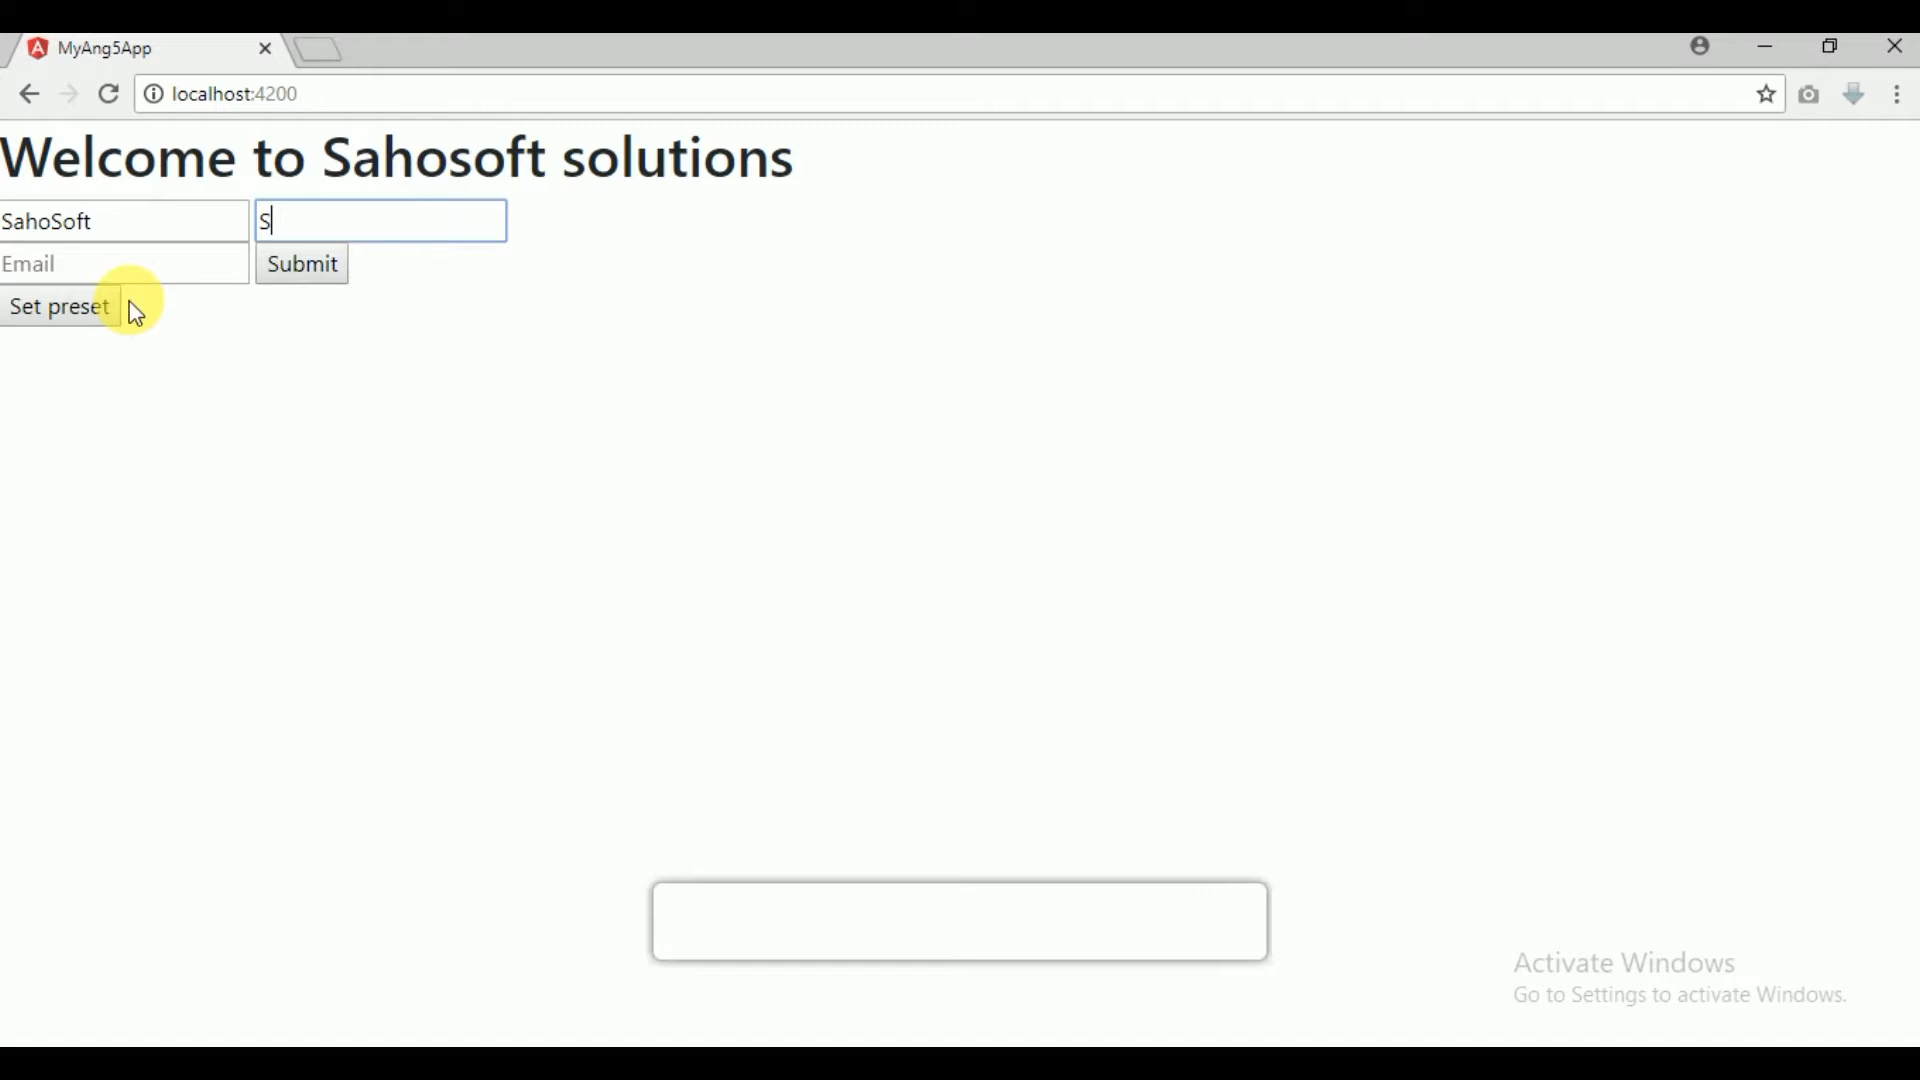 MyAng5App
localhost:4200
Welcome to Sahosoft solutions
SahoSoft S
Email Submit
Set preset
Activate Windows
Go to Settings to activate Windows.